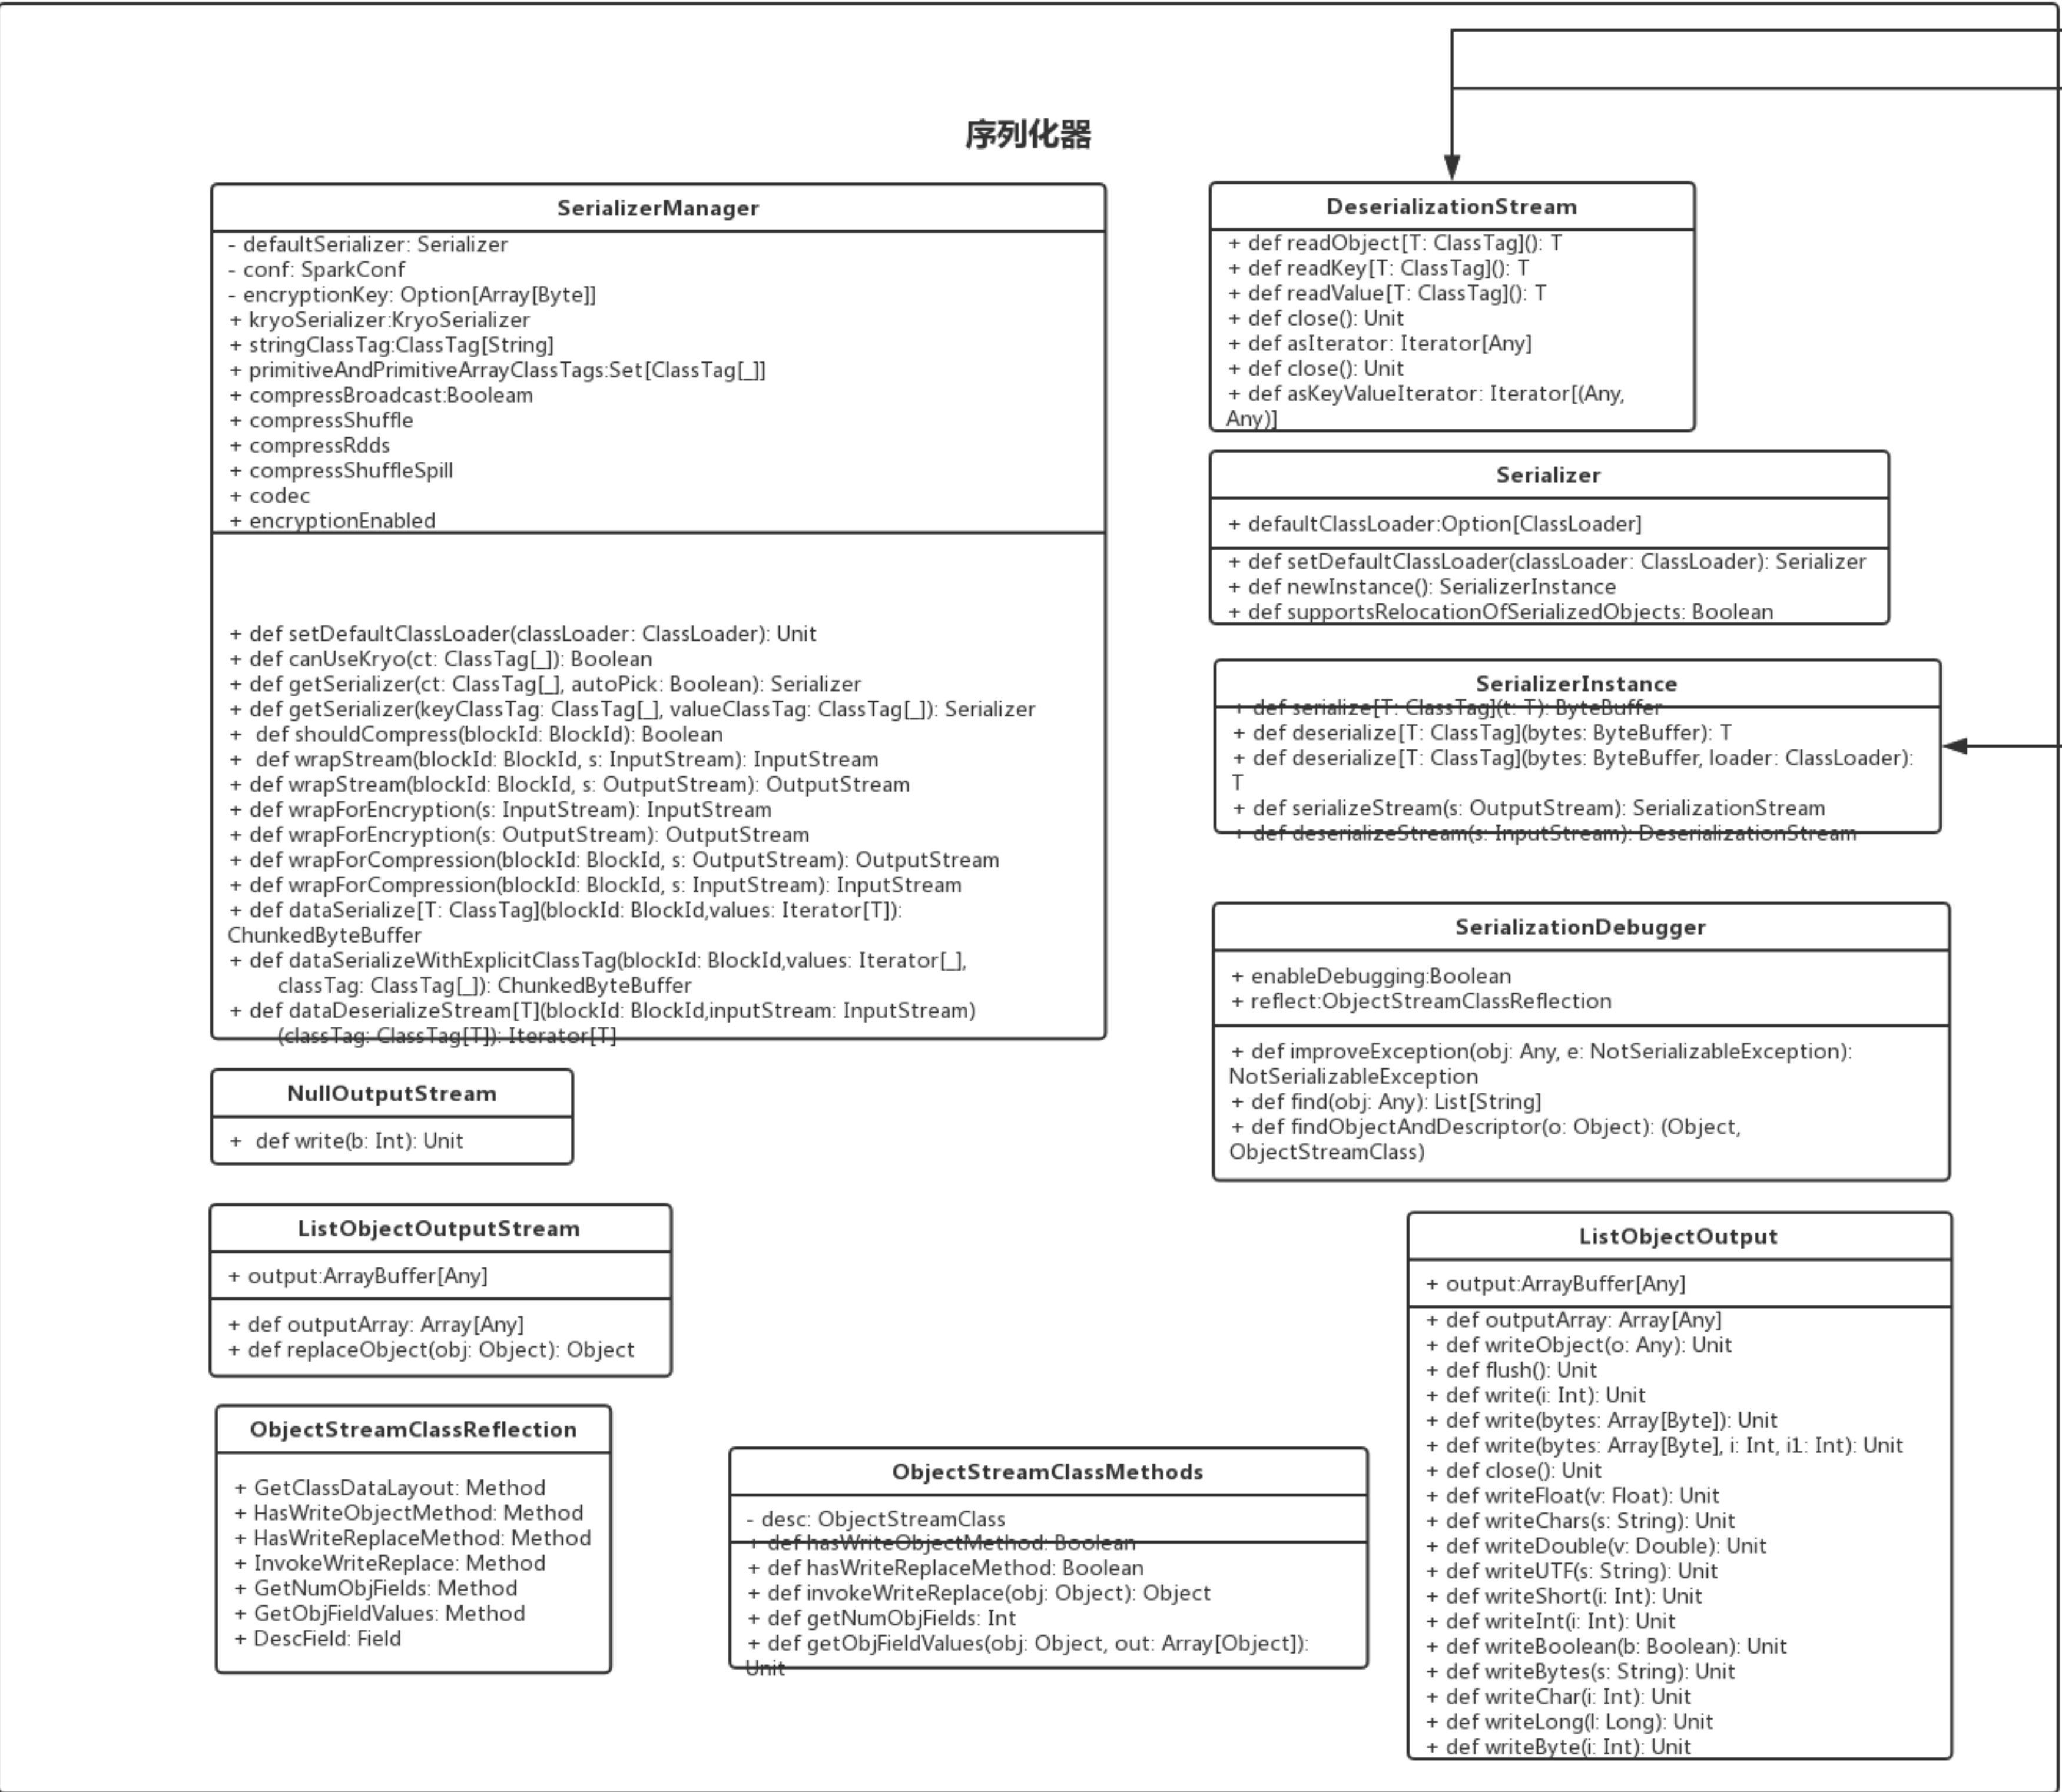 序列化器
SerializerManager
- defaultSerializer: Serializer
- conf: SparkConf
- encryptionKey: Option[Array[Byte]]
+ kryoSerializer:KryoSerializer
+ stringClassTag:ClassTag[String]
+ primitiveAndPrimitiveArrayClassTags:Set[ClassTag[_]]
+ compressBroadcast:Booleam
+ compressShuffle
+ compressRdds
+ compressShuffleSpill
+ codec
+ encryptionEnabled
+ def setDefaultClassLoader(classLoader: ClassLoader): Unit
+ def canUseKryo(ct: ClassTag[_]): Boolean
+ def getSerializer(ct: ClassTag[_], autoPick: Boolean): Serializer
+ def getSerializer(keyClassTag: ClassTag[_], valueClassTag: ClassTag[_]): Serializer
+  def shouldCompress(blockId: BlockId): Boolean
+  def wrapStream(blockId: BlockId, s: InputStream): InputStream
+ def wrapStream(blockId: BlockId, s: OutputStream): OutputStream
+ def wrapForEncryption(s: InputStream): InputStream
+ def wrapForEncryption(s: OutputStream): OutputStream
+ def wrapForCompression(blockId: BlockId, s: OutputStream): OutputStream
+ def wrapForCompression(blockId: BlockId, s: InputStream): InputStream
+ def dataSerialize[T: ClassTag](blockId: BlockId,values: Iterator[T]):
ChunkedByteBuffer
+ def dataSerializeWithExplicitClassTag(blockId: BlockId,values: Iterator[_],
classTag: ClassTag[_]): ChunkedByteBuffer
+ def dataDeserializeStream[T](blockId: BlockId,inputStream: InputStream)
(classTag: ClassTag[T]): Iterator[T]
DeserializationStream
+ def readObject[T: ClassTag](): T
+ def readKey[T: ClassTag](): T
+ def readValue[T: ClassTag](): T
+ def close(): Unit
+ def asIterator: Iterator[Any]
+ def close(): Unit
+ def asKeyValueIterator: Iterator[(Any,
Any)]
Serializer
+ defaultClassLoader:Option[ClassLoader]
+ def setDefaultClassLoader(classLoader: ClassLoader): Serializer
+ def newInstance(): SerializerInstance
+ def supportsRelocationOfSerializedObjects: Boolean
SerializerInstance
+ def serialize[T: ClassTag](t: T): ByteBuffer
+ def deserialize[T: ClassTag](bytes: ByteBuffer): T
+ def deserialize[T: ClassTag](bytes: ByteBuffer, loader: ClassLoader):
T
+ def serializeStream(s: OutputStream): SerializationStream
+ def deserializeStream(s: InputStream): DeserializationStream
SerializationDebugger
+ enableDebugging:Boolean
+ reflect:ObjectStreamClassReflection
+ def improveException(obj: Any, e: NotSerializableException):
NotSerializableException
+ def find(obj: Any): List[String]
+ def findObjectAndDescriptor(o: Object): (Object,
ObjectStreamClass)
NullOutputStream
+  def write(b: Int): Unit
ListObjectOutputStream
+ output:ArrayBuffer[Any]
+ def outputArray: Array[Any]
+ def replaceObject(obj: Object): Object
ObjectStreamClassReflection
+ GetClassDataLayout: Method
+ HasWriteObjectMethod: Method
+ HasWriteReplaceMethod: Method
+ InvokeWriteReplace: Method
+ GetNumObjFields: Method
+ GetObjFieldValues: Method
+ DescField: Field
ObjectStreamClassMethods
- desc: ObjectStreamClass
+ def hasWriteObjectMethod: Boolean
+ def hasWriteReplaceMethod: Boolean
+ def invokeWriteReplace(obj: Object): Object
+ def getNumObjFields: Int
+ def getObjFieldValues(obj: Object, out: Array[Object]):
Unit
ListObjectOutput
+ output:ArrayBuffer[Any]
+ def outputArray: Array[Any]
+ def writeObject(o: Any): Unit
+ def flush(): Unit
+ def write(i: Int): Unit
+ def write(bytes: Array[Byte]): Unit
+ def write(bytes: Array[Byte], i: Int, i1: Int): Unit
+ def close(): Unit
+ def writeFloat(v: Float): Unit
+ def writeChars(s: String): Unit
+ def writeDouble(v: Double): Unit
+ def writeUTF(s: String): Unit
+ def writeShort(i: Int): Unit
+ def writeInt(i: Int): Unit
+ def writeBoolean(b: Boolean): Unit
+ def writeBytes(s: String): Unit
+ def writeChar(i: Int): Unit
+ def writeLong(l: Long): Unit
+ def writeByte(i: Int): Unit